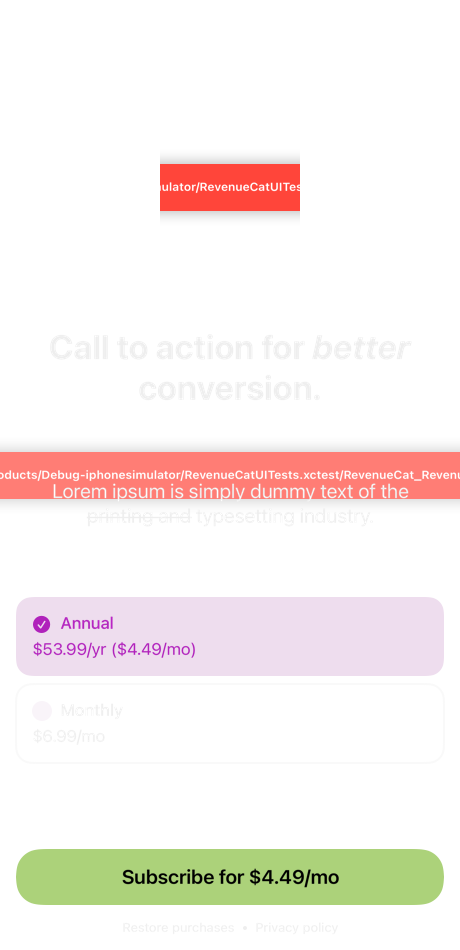 ulator/RevenueCatUITes
Call to action for better
conversion.
oducts/Debug-iphonesimulator/RevenueCatUITests.xctest/RevenueCat_Revenu
Lorem ipsum is simply dummy text of the
printing and typesetting industry.
Annual
$53.99/yr ($4.49/mo)
Monthly
$6.99/mo
Subscribe for $4.49/mo
Restore purchases • Privacy policy